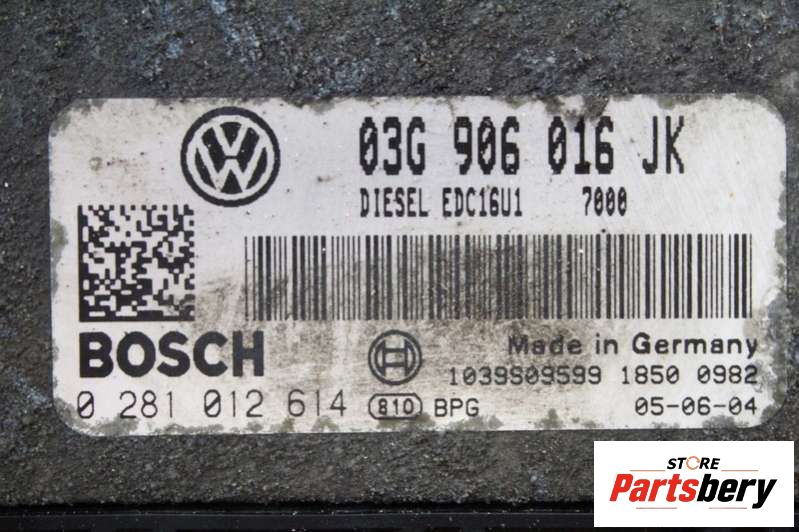 03G 906 016 JK
DIESEL EDC16U1 7000
BOSCH
Made in Germany
1039S09599 1850 0982
0 281 012 614 810 BPG 05-06-04
STORE
Partsbery